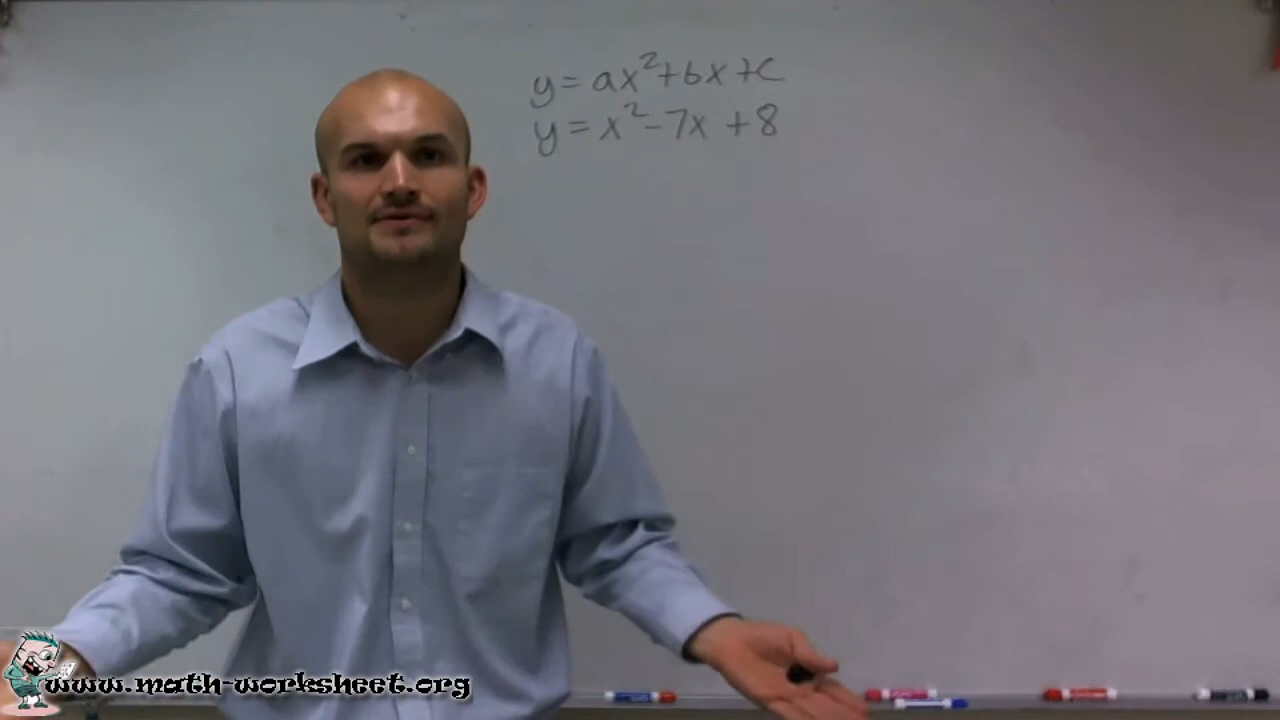 y = ax²+bx+c
y = x²-7x +8
www.math-worksheet.org